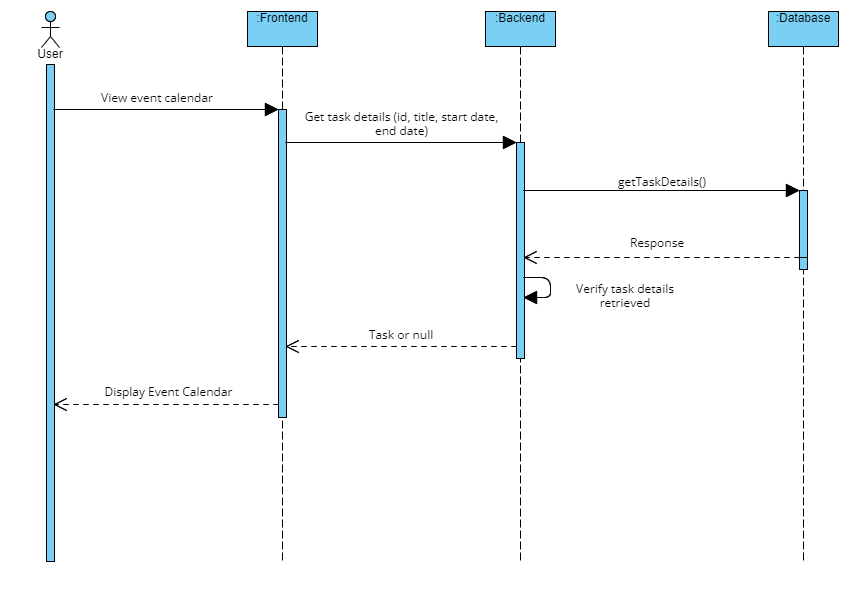 :Frontend
:Backend
:Database
User
View event calendar
Get task details (id, title, start date,
end date)
getTaskDetails()
Response
Verify task details
retrieved
Task or null
Display Event Calendar